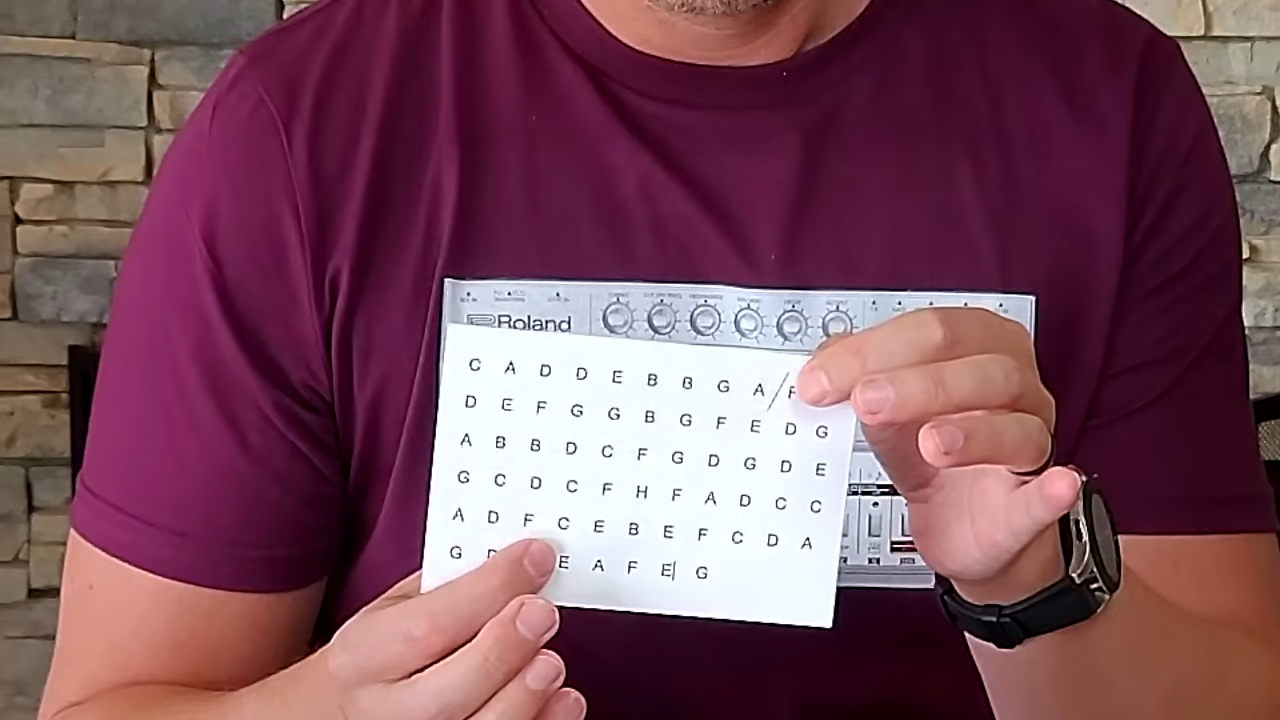 Roland
C A D D E B B G A / F
D E F G G B G F E D G
A B B D C F G D G D E
G C D C F H F A D C C
A D F C E B E F C D A
G D E A F E| G